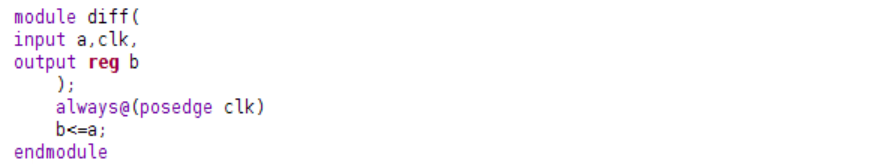 module diff(
input a,clk,
output reg b
    );
    always@(posedge clk)
    b<=a;
endmodule